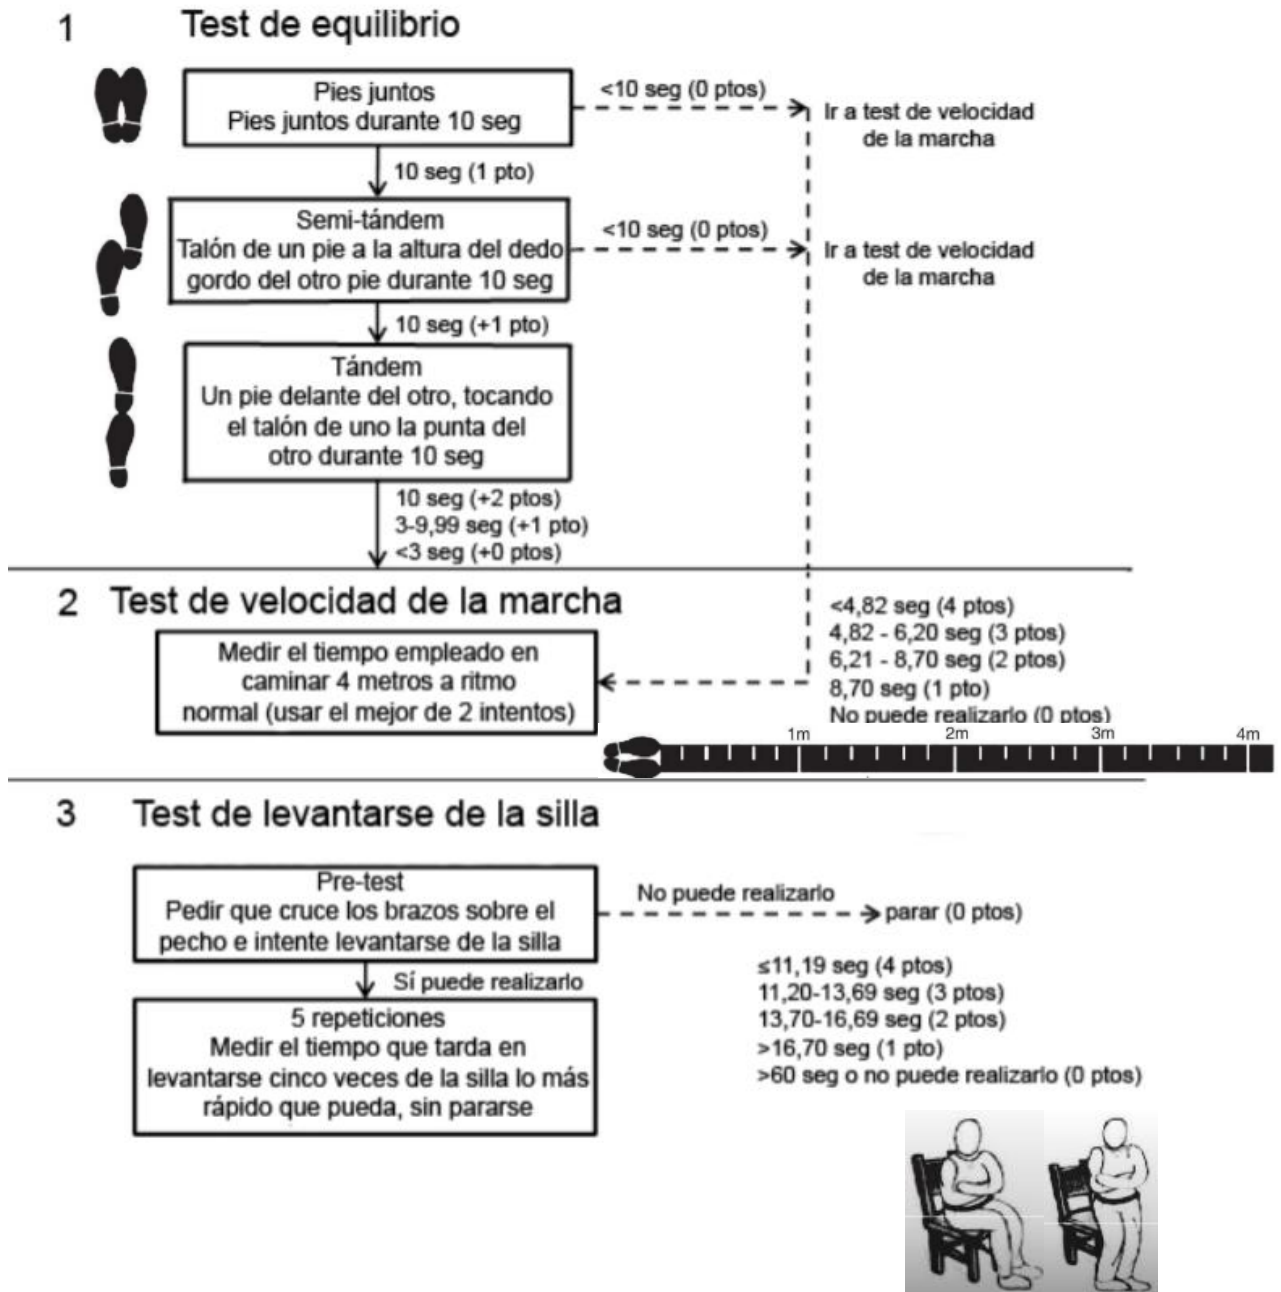 1 Test de equilibrio
Pies juntos
Pies juntos durante 10 seg
<10 seg (0 ptos)
Ir a test de velocidad
de la marcha
10 seg (1 pto)
Semi-tándem
Talón de un pie a la altura del dedo
gordo del otro pie durante 10 seg
<10 seg (0 ptos)
Ir a test de velocidad
de la marcha
10 seg (+1 pto)
Tándem
Un pie delante del otro, tocando
el talón de uno la punta del
otro durante 10 seg
10 seg (+2 ptos)
3-9,99 seg (+1 pto)
<3 seg (+0 ptos)
2 Test de velocidad de la marcha
Medir el tiempo empleado en
caminar 4 metros a ritmo
normal (usar el mejor de 2 intentos)
<4,82 seg (4 ptos)
4,82 - 6,20 seg (3 ptos)
6,21 - 8,70 seg (2 ptos)
8,70 seg (1 pto)
No puede realizarlo (0 ptos)
1m 2m 3m 4m
3 Test de levantarse de la silla
Pre-test
Pedir que cruce los brazos sobre el
pecho e intente levantarse de la silla
No puede realizarlo
parar (0 ptos)
Sí puede realizarlo
5 repeticiones
Medir el tiempo que tarda en
levantarse cinco veces de la silla lo más
rápido que pueda, sin pararse
≤11,19 seg (4 ptos)
11,20-13,69 seg (3 ptos)
13,70-16,69 seg (2 ptos)
>16,70 seg (1 pto)
>60 seg o no puede realizarlo (0 ptos)